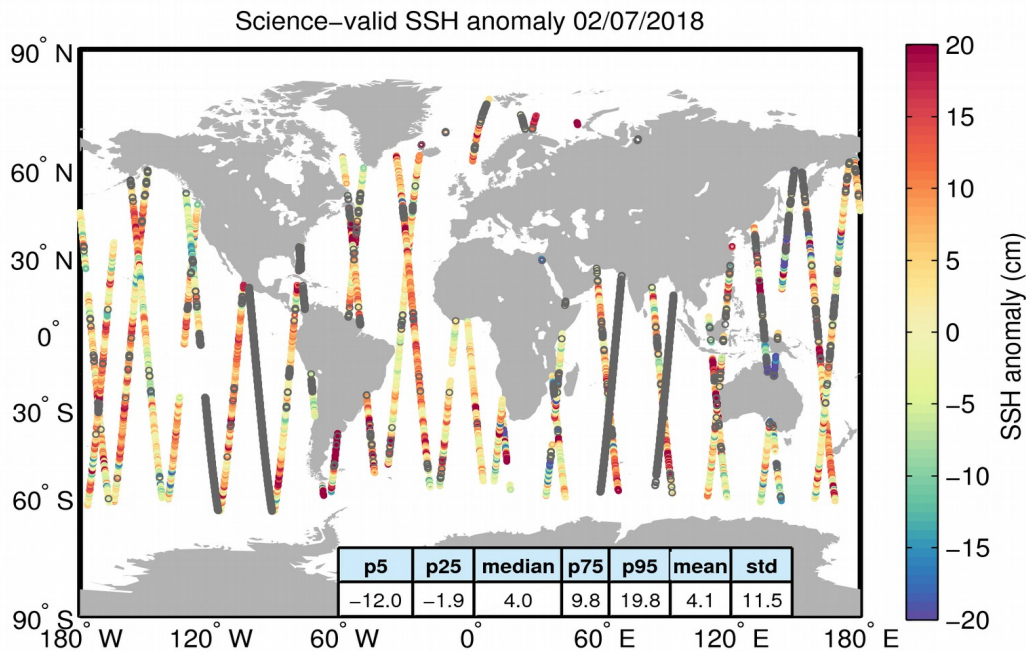 Science−valid SSH anomaly 02/07/2018
90° N
60° N
30° N
0°
30° S
60° S
90° S
180° W
120° W
60° W
0°
60° E
120° E
180° E
20
15
10
5
0
−5
−10
−15
−20
SSH anomaly (cm)
p5 p25 median p75 p95 mean std
−12.0 −1.9 4.0 9.8 19.8 4.1 11.5